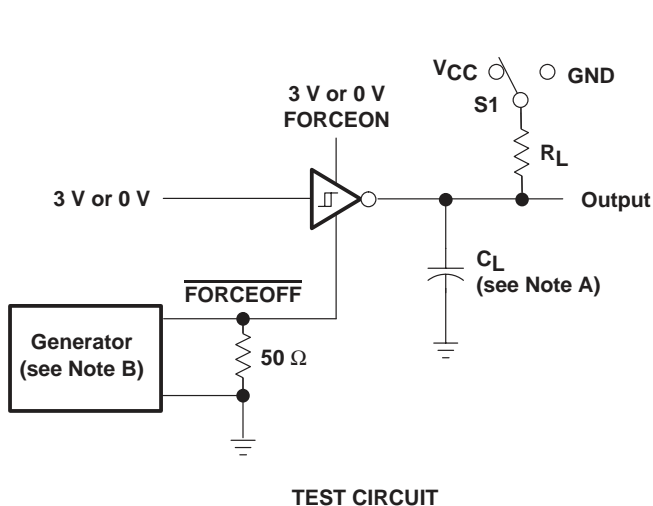 VCC
GND
S1
3 V or 0 V
FORCEON
RL
3 V or 0 V
Output
CL
(see Note A)
FORCEOFF
Generator
(see Note B)
50 Ω
TEST CIRCUIT